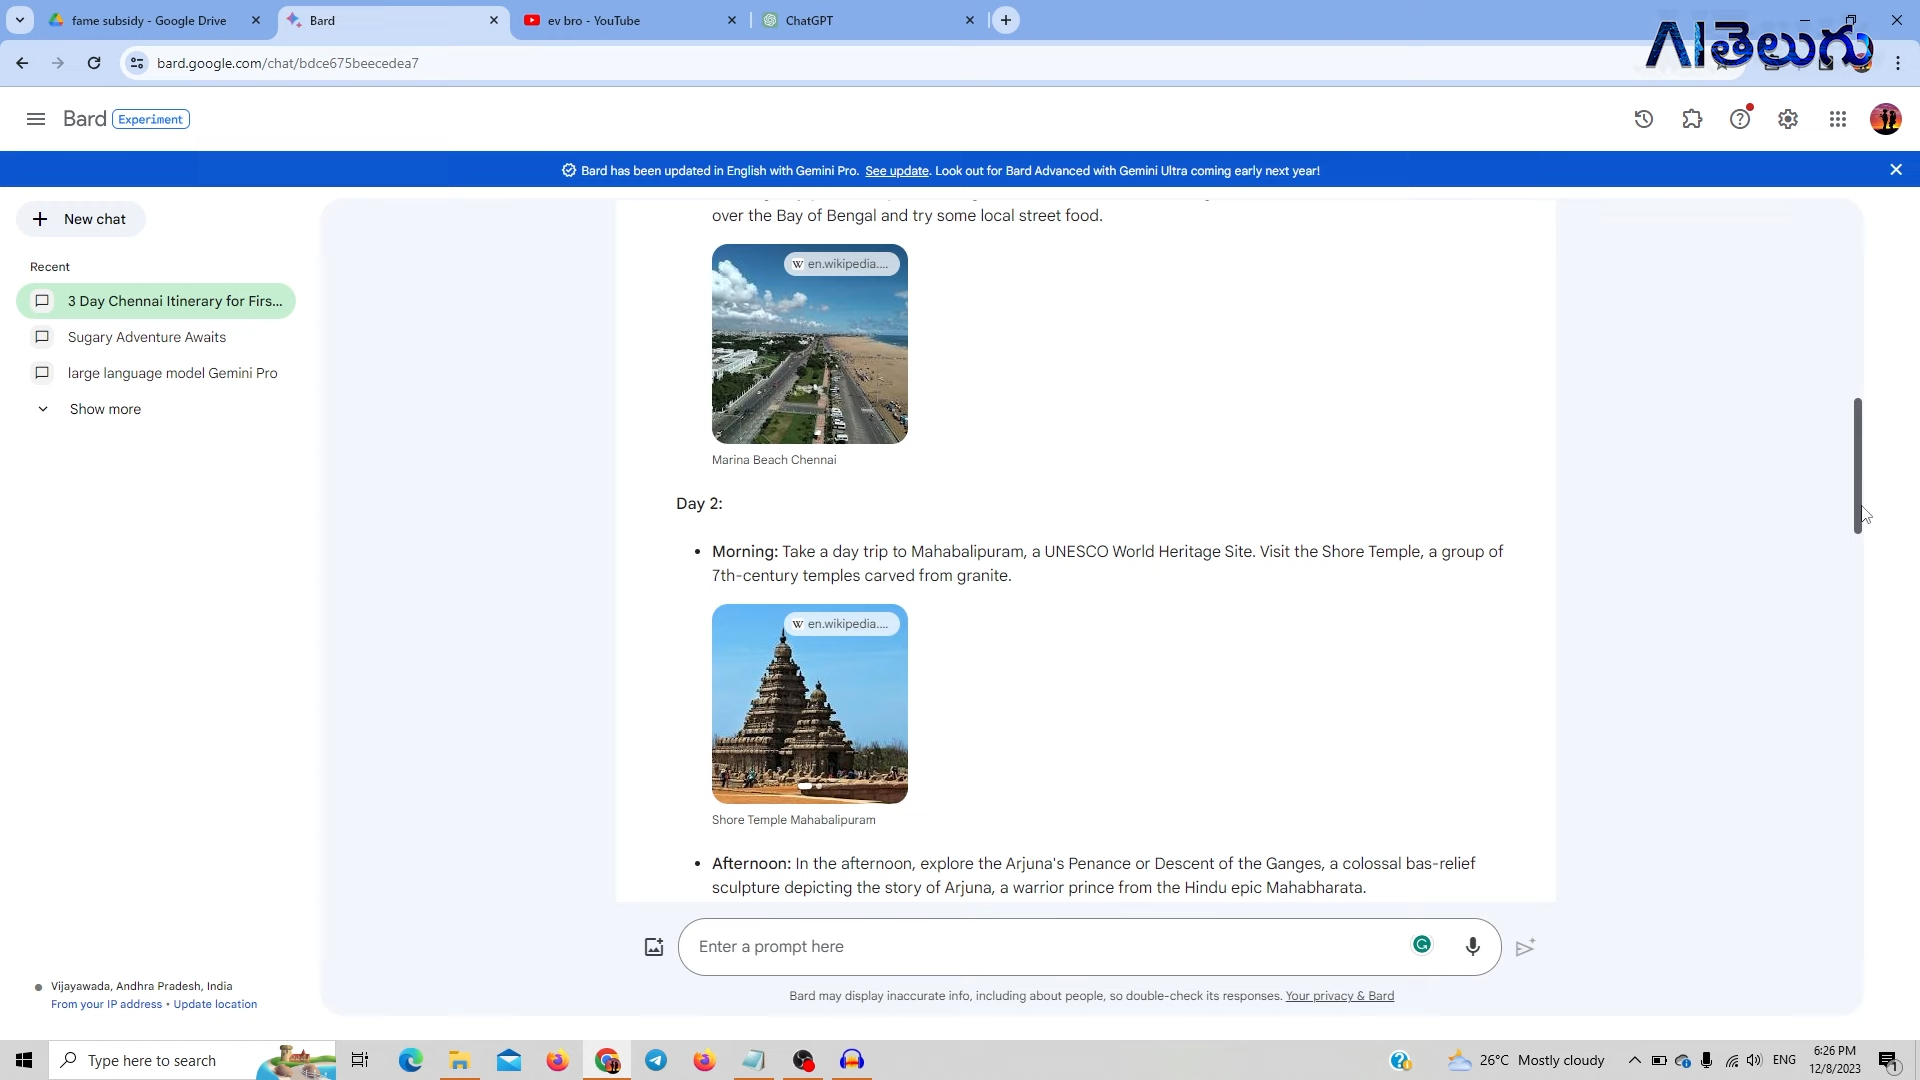 fame subsidy - Google Drive
Bard
ev bro - YouTube
ChatGPT
bard.google.com/chat/bdce675beecedea7
AIతెలుగు
Bard Experiment
Bard has been updated in English with Gemini Pro. See update. Look out for Bard Advanced with Gemini Ultra coming early next year!
New chat
Recent
3 Day Chennai Itinerary for Firs...
Sugary Adventure Awaits
large language model Gemini Pro
Show more
over the Bay of Bengal and try some local street food.
W en.wikipedia....
Marina Beach Chennai
Day 2:
• Morning: Take a day trip to Mahabalipuram, a UNESCO World Heritage Site. Visit the Shore Temple, a group of
7th-century temples carved from granite.
W en.wikipedia....
Shore Temple Mahabalipuram
• Afternoon: In the afternoon, explore the Arjuna's Penance or Descent of the Ganges, a colossal bas-relief
sculpture depicting the story of Arjuna, a warrior prince from the Hindu epic Mahabharata.
Enter a prompt here
Bard may display inaccurate info, including about people, so double-check its responses. Your privacy & Bard
Vijayawada, Andhra Pradesh, India
From your IP address • Update location
Type here to search
26°C Mostly cloudy
ENG
6:26 PM
12/8/2023
1